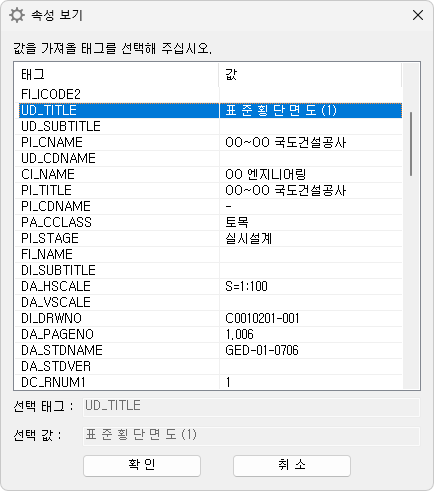 속성 보기
값을 가져올 태그를 선택해 주십시오.
태그 값
FI_ICODE2
UD_TITLE 표 준 횡 단 면 도 (1)
UD_SUBTITLE
PI_CNAME OO~OO 국도건설공사
UD_CDNAME
CI_NAME OO 엔지니어링
PI_TITLE OO~OO 국도건설공사
PI_CDNAME -
PA_CCLASS 토목
PI_STAGE 실시설계
FI_NAME
DI_SUBTITLE
DA_HSCALE S=1:100
DA_VSCALE
DI_DRWNO C0010201-001
DA_PAGENO 1,006
DA_STDNAME GED-01-0706
DA_STDVER
DC_RNUM1 1
선택 태그 : UD_TITLE
선택 값 : 표 준 횡 단 면 도 (1)
확 인 취 소